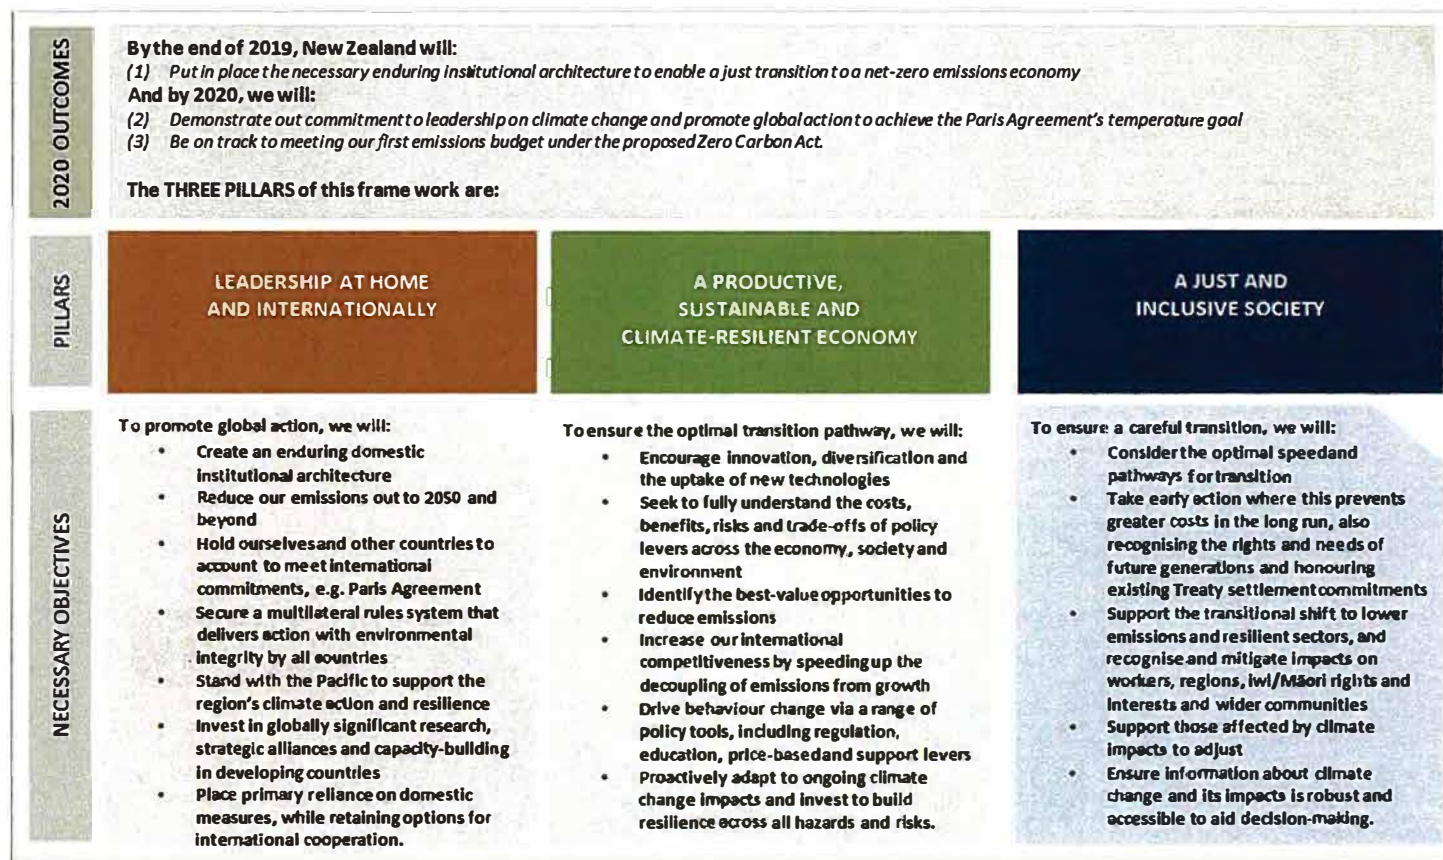 2020 OUTCOMES
By the end of 2019, New Zealand will:
(1) Put in place the necessary enduring institutional architecture to enable a just transition to a net-zero emissions economy
And by 2020, we will:
(2) Demonstrate out commitment to leadership on climate change and promote global action to achieve the Paris Agreement's temperature goal
(3) Be on track to meeting our first emissions budget under the proposed Zero Carbon Act.
The THREE PILLARS of this frame work are:
PILLARS
LEADERSHIP AT HOME
AND INTERNATIONALLY
A PRODUCTIVE,
SUSTAINABLE AND
CLIMATE-RESILIENT ECONOMY
A JUST AND
INCLUSIVE SOCIETY
NECESSARY OBJECTIVES
To promote global action, we will:
• Create an enduring domestic
institutional architecture
• Reduce our emissions out to 2050 and
beyond
• Hold ourselves and other countries to
account to meet international
commitments, e.g. Paris Agreement
• Secure a multilateral rules system that
delivers action with environmental
integrity by all countries
• Stand with the Pacific to support the
region's climate action and resilience
• Invest in globally significant research,
strategic alliances and capacity-building
in developing countries
• Place primary reliance on domestic
measures, while retaining options for
international cooperation.
To ensure the optimal transition pathway, we will:
• Encourage innovation, diversification and
the uptake of new technologies
• Seek to fully understand the costs,
benefits, risks and trade-offs of policy
levers across the economy, society and
environment
• Identify the best-value opportunities to
reduce emissions
• Increase our international
competitiveness by speeding up the
decoupling of emissions from growth
• Drive behaviour change via a range of
policy tools, including regulation,
education, price-based and support levers
• Proactively adapt to ongoing climate
change impacts and invest to build
resilience across all hazards and risks.
To ensure a careful transition, we will:
• Consider the optimal speed and
pathways for transition
• Take early action where this prevents
greater costs in the long run, also
recognising the rights and needs of
future generations and honouring
existing Treaty settlement commitments
• Support the transitional shift to lower
emissions and resilient sectors, and
recognise and mitigate impacts on
workers, regions, iwi/Māori rights and
interests and wider communities
• Support those affected by climate
impacts to adjust
• Ensure information about climate
change and its impacts is robust and
accessible to aid decision-making.